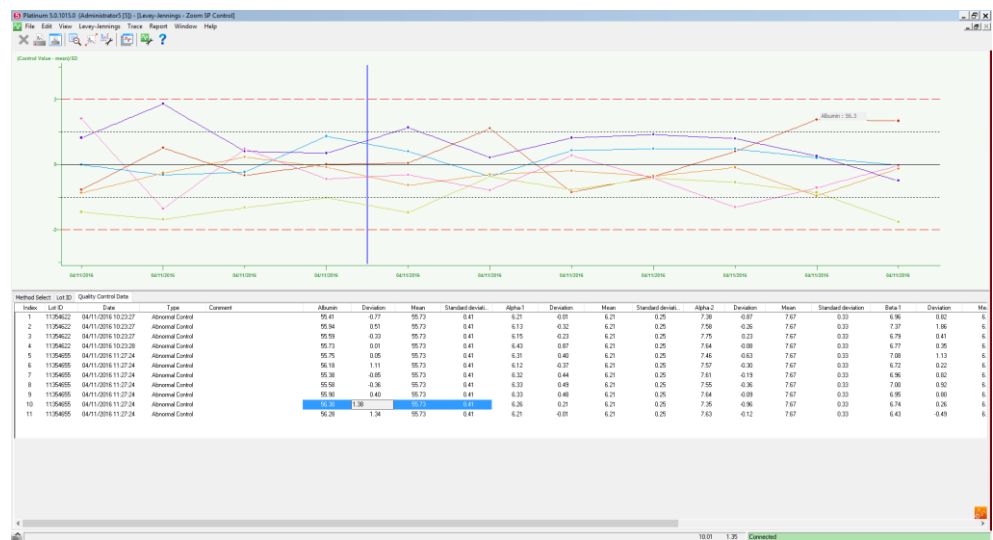 Platinum 5.0.1015.0 (Administrator5 [5]) - [Levey-Jennings - Zoom SP Control]
File Edit View Levey-Jennings Trace Report Window Help
(Control Value - mean)/SD
2
Albumin : 56.3
0
-2
04/11/2016 04/11/2016 04/11/2016 04/11/2016 04/11/2016 04/11/2016 04/11/2016 04/11/2016 04/11/2016 04/11/2016 04/11/2016
Method Select Lot ID Quality Control Data
Index Lot ID Date Type Comment Albumin Deviation Mean Standard deviati... Alpha-1 Deviation Mean Standard deviati... Alpha-2 Deviation Mean Standard deviation Beta-1 Deviation Me
1 11354622 04/11/2016 10:23:27 Abnormal Control 55.41 -0.77 55.73 0.41 6.21 -0.01 6.21 0.25 7.38 -0.87 7.67 0.33 6.96 0.82 6.
2 11354622 04/11/2016 10:23:27 Abnormal Control 55.94 0.51 55.73 0.41 6.13 -0.32 6.21 0.25 7.58 -0.26 7.67 0.33 7.37 1.86 6.
3 11354622 04/11/2016 10:23:27 Abnormal Control 55.59 -0.33 55.73 0.41 6.15 -0.23 6.21 0.25 7.75 0.23 7.67 0.33 6.79 0.41 6.
4 11354622 04/11/2016 10:23:28 Abnormal Control 55.73 0.01 55.73 0.41 6.43 0.87 6.21 0.25 7.64 -0.08 7.67 0.33 6.77 0.35 6.
5 11354655 04/11/2016 11:27:24 Abnormal Control 55.75 0.05 55.73 0.41 6.31 0.40 6.21 0.25 7.46 -0.63 7.67 0.33 7.08 1.13 6.
6 11354655 04/11/2016 11:27:24 Abnormal Control 56.18 1.11 55.73 0.41 6.12 -0.37 6.21 0.25 7.57 -0.30 7.67 0.33 6.72 0.22 6.
7 11354655 04/11/2016 11:27:24 Abnormal Control 55.38 -0.85 55.73 0.41 6.32 0.44 6.21 0.25 7.61 -0.19 7.67 0.33 6.96 0.82 6.
8 11354655 04/11/2016 11:27:24 Abnormal Control 55.58 -0.36 55.73 0.41 6.33 0.49 6.21 0.25 7.55 -0.36 7.67 0.33 7.00 0.92 6.
9 11354655 04/11/2016 11:27:24 Abnormal Control 55.90 0.40 55.73 0.41 6.33 0.48 6.21 0.25 7.64 -0.09 7.67 0.33 6.95 0.80 6.
10 11354655 04/11/2016 11:27:24 Abnormal Control 56.30 1.38 55.73 0.41 6.26 0.21 6.21 0.25 7.35 -0.96 7.67 0.33 6.74 0.26 6.
11 11354655 04/11/2016 11:27:24 Abnormal Control 56.28 1.34 55.73 0.41 6.21 -0.01 6.21 0.25 7.63 -0.12 7.67 0.33 6.43 -0.49 6.
10.01 1.35 Connected